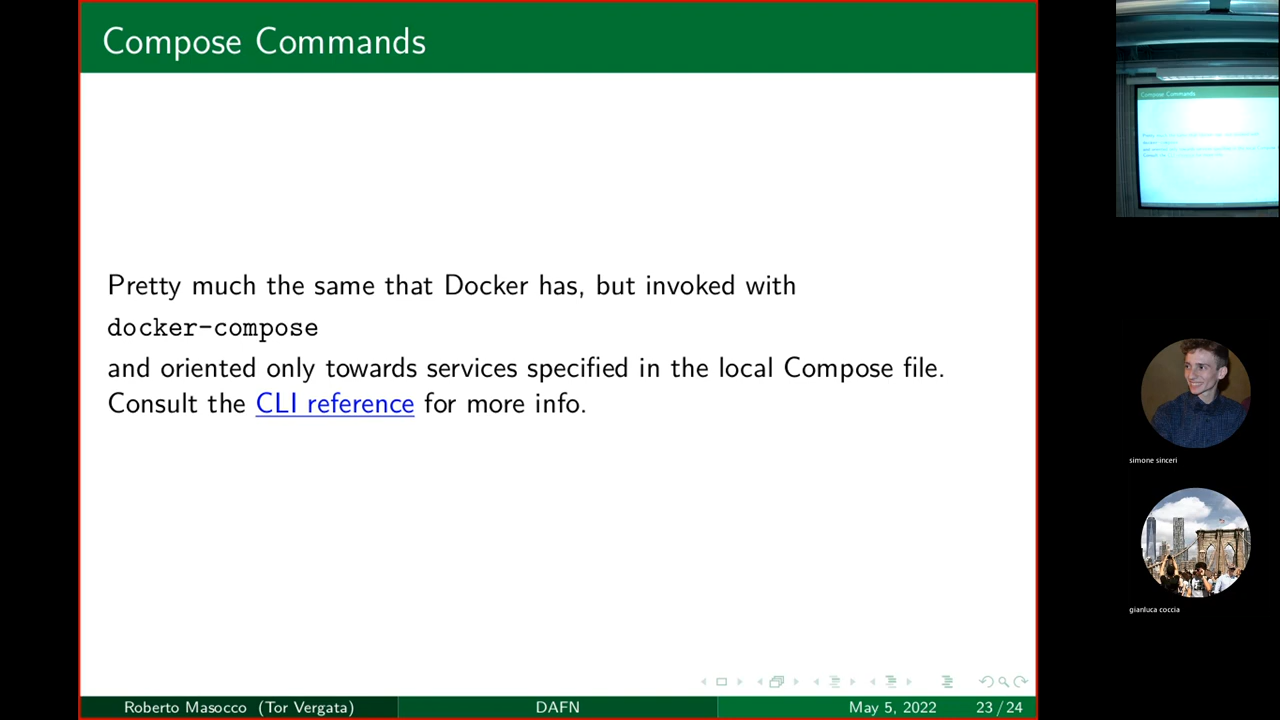 Compose Commands
Pretty much the same that Docker has, but invoked with
docker-compose
and oriented only towards services specified in the local Compose file.
Consult the CLI reference for more info.
Roberto Masocco (Tor Vergata)
DAFN
May 5, 2022
23 / 24
Compose Commands
simone sinceri
gianluca coccia